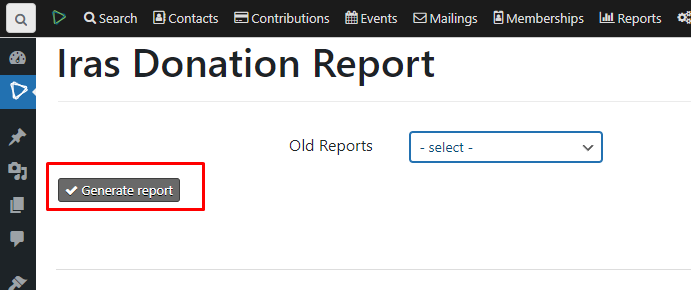 Search Contacts Contributions Events Mailings Memberships Reports
Iras Donation Report
Old Reports - select -
Generate report